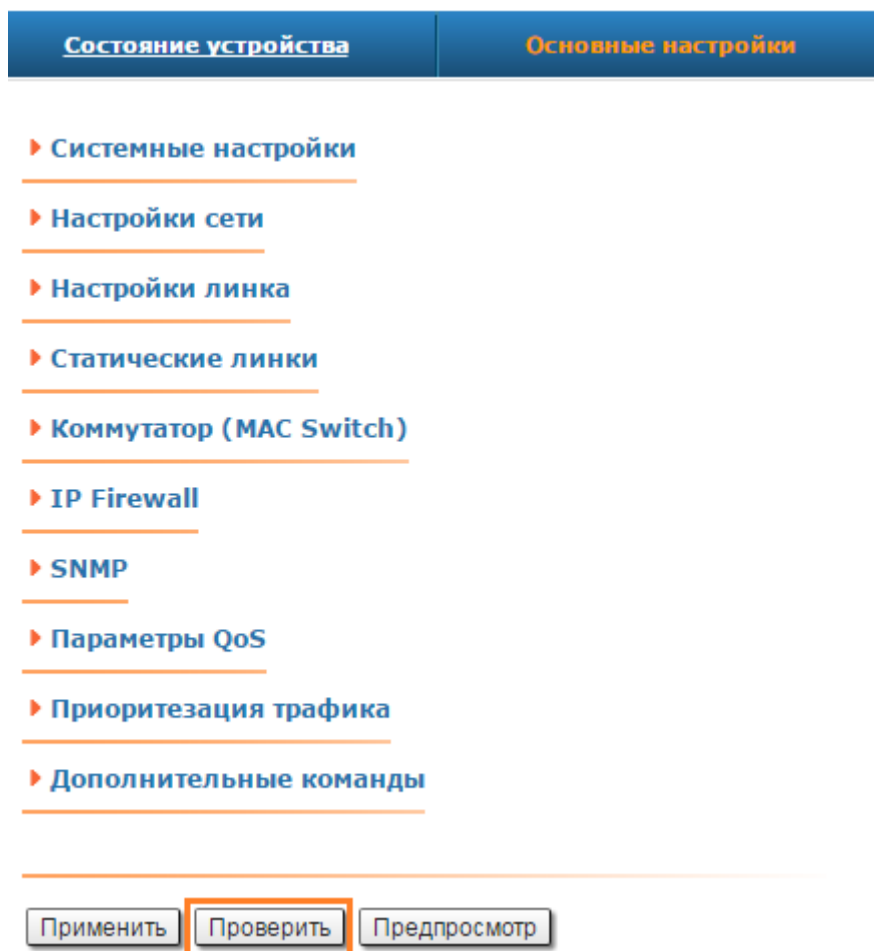 Состояние устройства Основные настройки
Системные настройки
Настройки сети
Настройки линка
Статические линки
Коммутатор (MAC Switch)
IP Firewall
SNMP
Параметры QoS
Приоритезация трафика
Дополнительные команды
Применить Проверить Предпросмотр